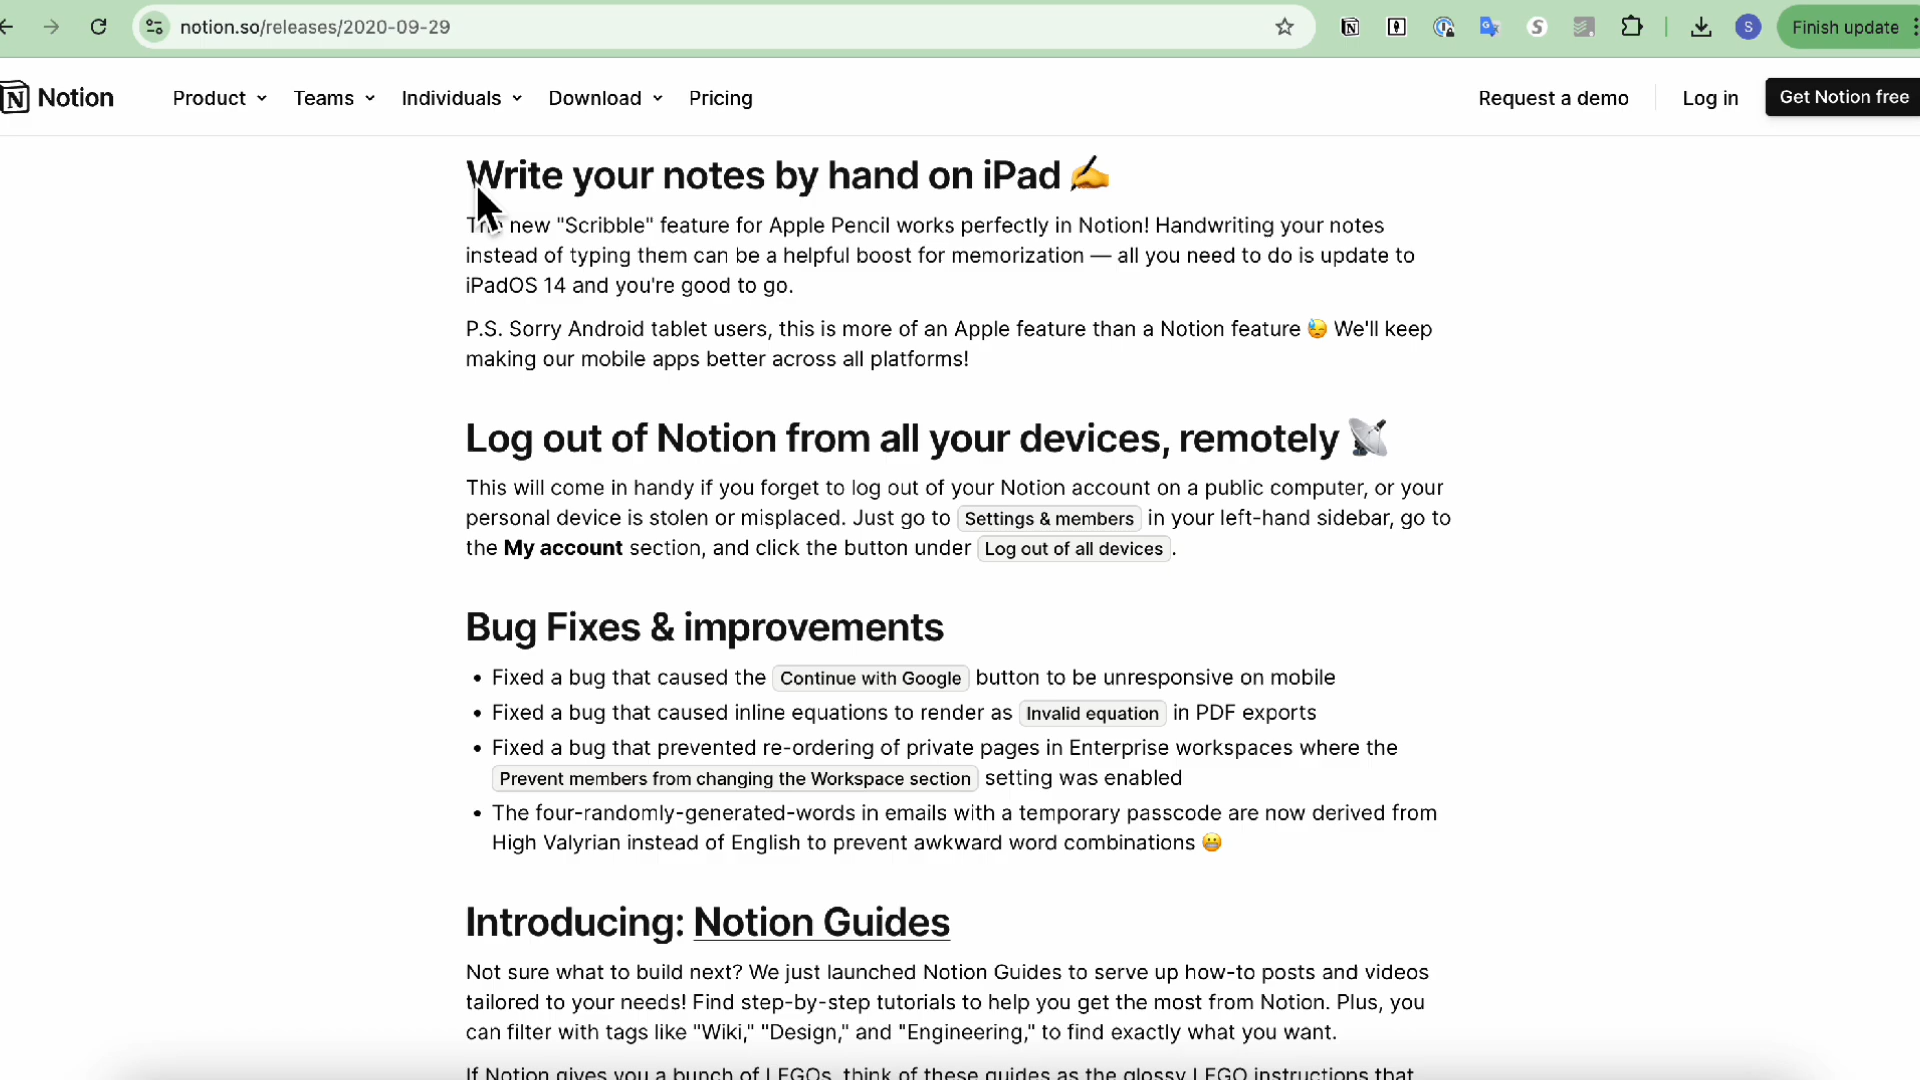 notion.so/releases/2020-09-29
S
Finish update
Notion
Product
Teams
Individuals
Download
Pricing
Request a demo
Log in
Get Notion free
Write your notes by hand on iPad ✍️
The new "Scribble" feature for Apple Pencil works perfectly in Notion! Handwriting your notes
instead of typing them can be a helpful boost for memorization — all you need to do is update to
iPadOS 14 and you're good to go.
P.S. Sorry Android tablet users, this is more of an Apple feature than a Notion feature 😓 We'll keep
making our mobile apps better across all platforms!
Log out of Notion from all your devices, remotely 📡
This will come in handy if you forget to log out of your Notion account on a public computer, or your
personal device is stolen or misplaced. Just go to Settings & members in your left-hand sidebar, go to
the My account section, and click the button under Log out of all devices.
Bug Fixes & improvements
• Fixed a bug that caused the Continue with Google button to be unresponsive on mobile
• Fixed a bug that caused inline equations to render as Invalid equation in PDF exports
• Fixed a bug that prevented re-ordering of private pages in Enterprise workspaces where the
Prevent members from changing the Workspace section setting was enabled
• The four-randomly-generated-words in emails with a temporary passcode are now derived from
High Valyrian instead of English to prevent awkward word combinations 😬
Introducing: Notion Guides
Not sure what to build next? We just launched Notion Guides to serve up how-to posts and videos
tailored to your needs! Find step-by-step tutorials to help you get the most from Notion. Plus, you
can filter with tags like "Wiki," "Design," and "Engineering," to find exactly what you want.
If Notion gives you a bunch of LEGOs, think of these guides as the glossy LEGO instructions that